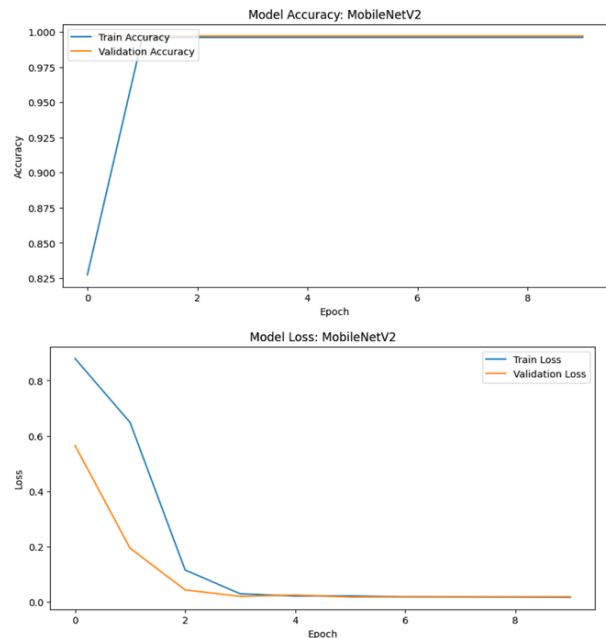 Model Accuracy: MobileNetV2
1.000
Train Accuracy
Validation Accuracy
0.975
0.950
0.925
Accuracy
0.900
0.875
0.850
0.825
0 2 4 6 8
Epoch
Model Loss: MobileNetV2
Train Loss
Validation Loss
0.8
0.6
Loss
0.4
0.2
0.0
0 2 4 6 8
Epoch